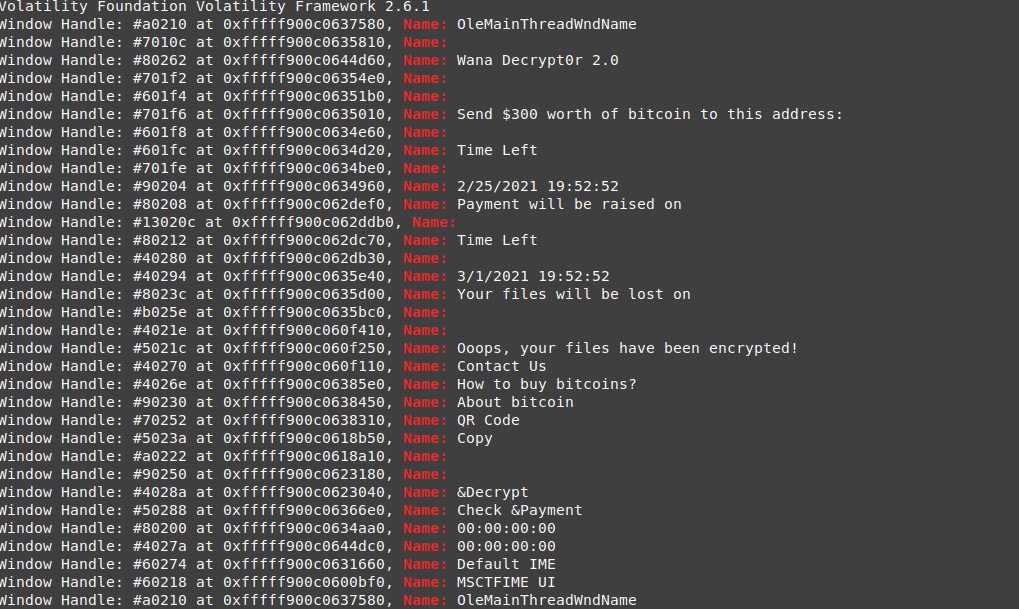 Volatility Foundation Volatility Framework 2.6.1
Window Handle: #a0210 at 0xfffff900c0637580, Name: OleMainThreadWndName
Window Handle: #7010c at 0xfffff900c0635810, Name:
Window Handle: #80262 at 0xfffff900c0644d60, Name: Wana Decrypt0r 2.0
Window Handle: #701f2 at 0xfffff900c06354e0, Name:
Window Handle: #601f4 at 0xfffff900c06351b0, Name:
Window Handle: #701f6 at 0xfffff900c0635010, Name: Send $300 worth of bitcoin to this address:
Window Handle: #601f8 at 0xfffff900c0634e60, Name:
Window Handle: #601fc at 0xfffff900c0634d20, Name: Time Left
Window Handle: #701fe at 0xfffff900c0634be0, Name:
Window Handle: #90204 at 0xfffff900c0634960, Name: 2/25/2021 19:52:52
Window Handle: #80208 at 0xfffff900c062def0, Name: Payment will be raised on
Window Handle: #13020c at 0xfffff900c062ddb0, Name:
Window Handle: #80212 at 0xfffff900c062dc70, Name: Time Left
Window Handle: #40280 at 0xfffff900c062db30, Name:
Window Handle: #40294 at 0xfffff900c0635e40, Name: 3/1/2021 19:52:52
Window Handle: #8023c at 0xfffff900c0635d00, Name: Your files will be lost on
Window Handle: #b025e at 0xfffff900c0635bc0, Name:
Window Handle: #4021e at 0xfffff900c060f410, Name:
Window Handle: #5021c at 0xfffff900c060f250, Name: Ooops, your files have been encrypted!
Window Handle: #40270 at 0xfffff900c060f110, Name: Contact Us
Window Handle: #4026e at 0xfffff900c06385e0, Name: How to buy bitcoins?
Window Handle: #90230 at 0xfffff900c0638450, Name: About bitcoin
Window Handle: #70252 at 0xfffff900c0638310, Name: QR Code
Window Handle: #5023a at 0xfffff900c0618b50, Name: Copy
Window Handle: #a0222 at 0xfffff900c0618a10, Name:
Window Handle: #90250 at 0xfffff900c0623180, Name:
Window Handle: #4028a at 0xfffff900c0623040, Name: &Decrypt
Window Handle: #50288 at 0xfffff900c06366e0, Name: Check &Payment
Window Handle: #80200 at 0xfffff900c0634aa0, Name: 00:00:00:00
Window Handle: #4027a at 0xfffff900c0644dc0, Name: 00:00:00:00
Window Handle: #60274 at 0xfffff900c0631660, Name: Default IME
Window Handle: #60218 at 0xfffff900c0600bf0, Name: MSCTFIME UI
Window Handle: #a0210 at 0xfffff900c0637580, Name: OleMainThreadWndName